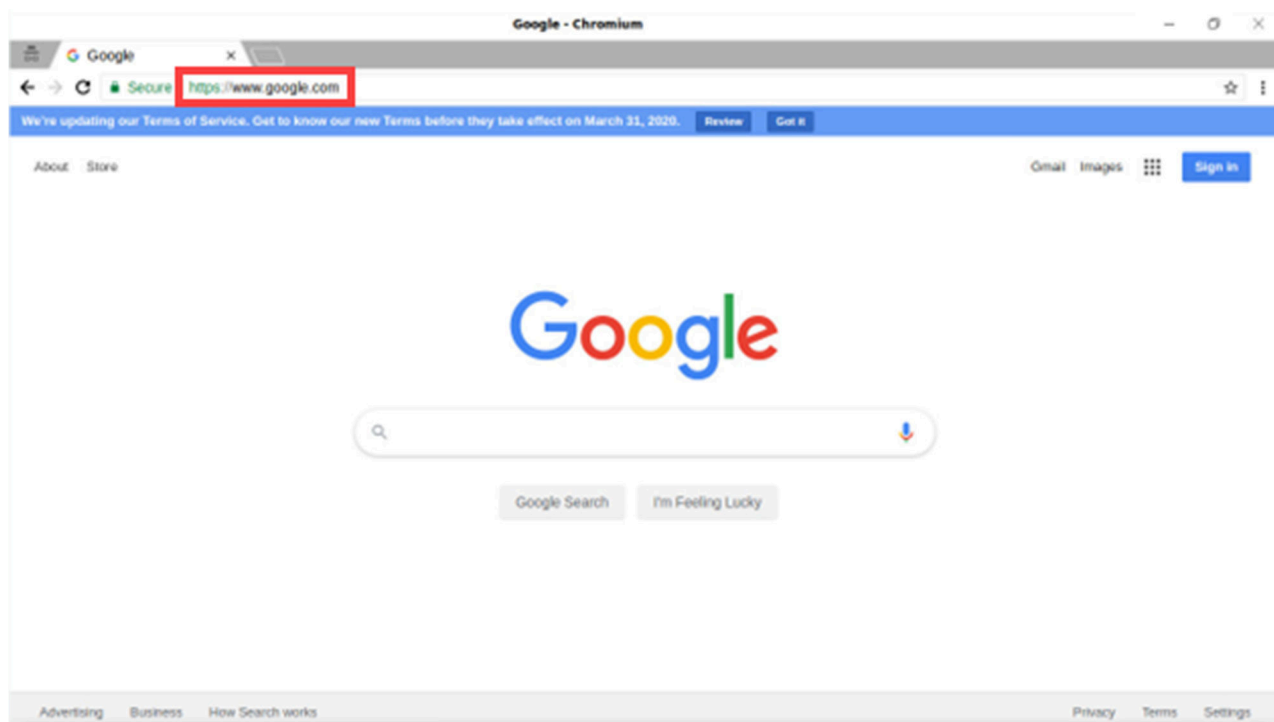 Google - Chromium
Google
Secure https://www.google.com
We're updating our Terms of Service. Get to know our new Terms before they take effect on March 31, 2020. Review Got it
About Store Gmail Images Sign in
Google
Google Search I'm Feeling Lucky
Advertising Business How Search works Privacy Terms Settings